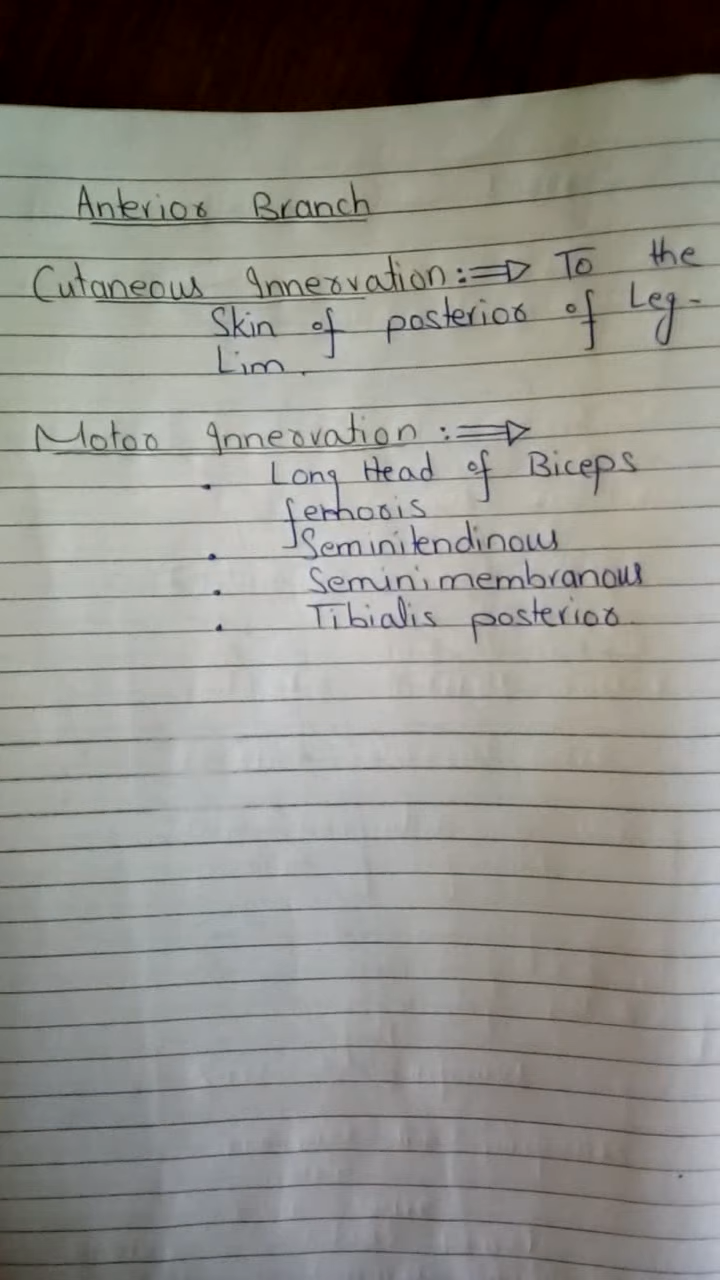 Anterior Branch
Cutaneous Innervation :⇒ To the
Skin of posterior of Leg-
Lim.
Motor Innervation :⇒
. Long Head of Biceps
femoris
. Seminitendinous
. Seminimembranous
. Tibialis posterior